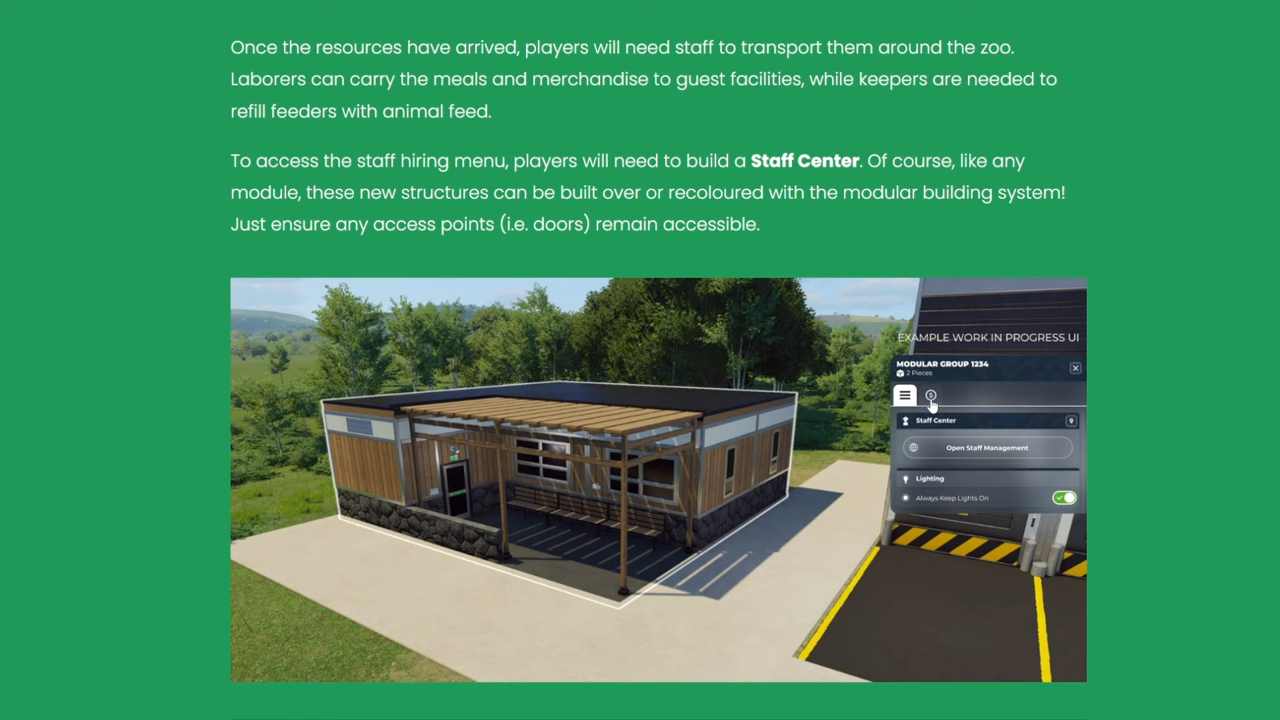 Once the resources have arrived, players will need staff to transport them around the zoo.
Laborers can carry the meals and merchandise to guest facilities, while keepers are needed to
refill feeders with animal feed.
To access the staff hiring menu, players will need to build a Staff Center. Of course, like any
module, these new structures can be built over or recoloured with the modular building system!
Just ensure any access points (i.e. doors) remain accessible.
EXAMPLE WORK IN PROGRESS UI
MODULAR GROUP 1234
2 Pieces
Staff Center
Open Staff Management
Lighting
Always Keep Lights On